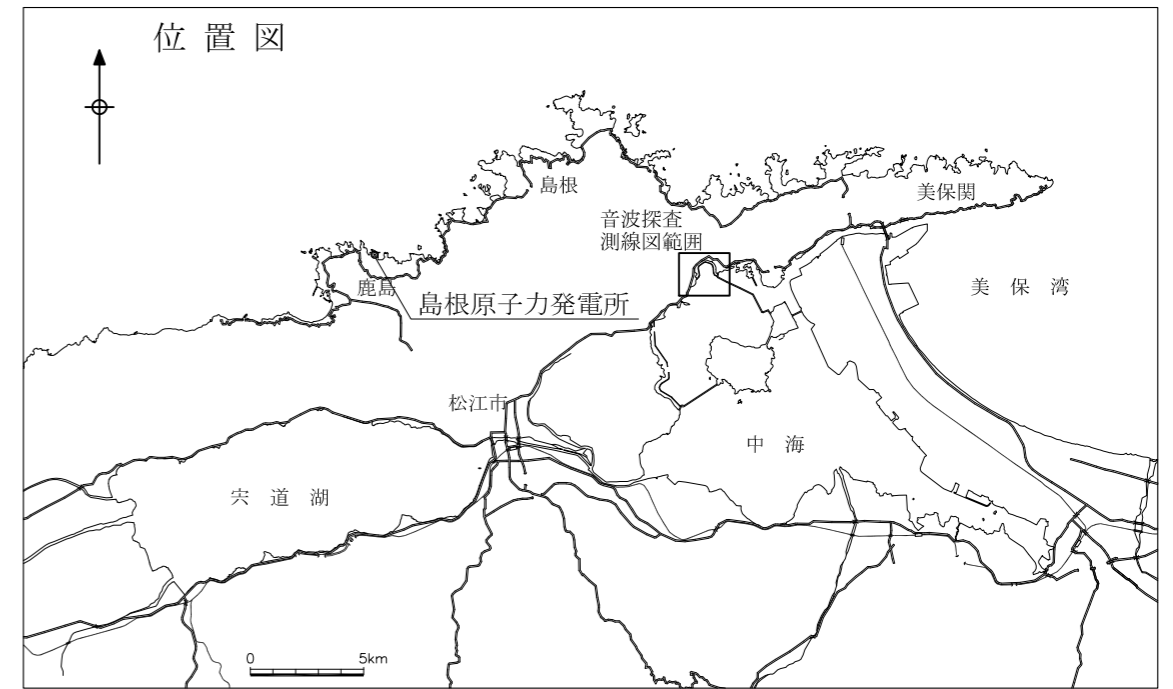 位置図
島根
美保関
音波探査
測線図範囲
鹿島
美保湾
島根原子力発電所
松江市
中海
宍道湖
0 5km